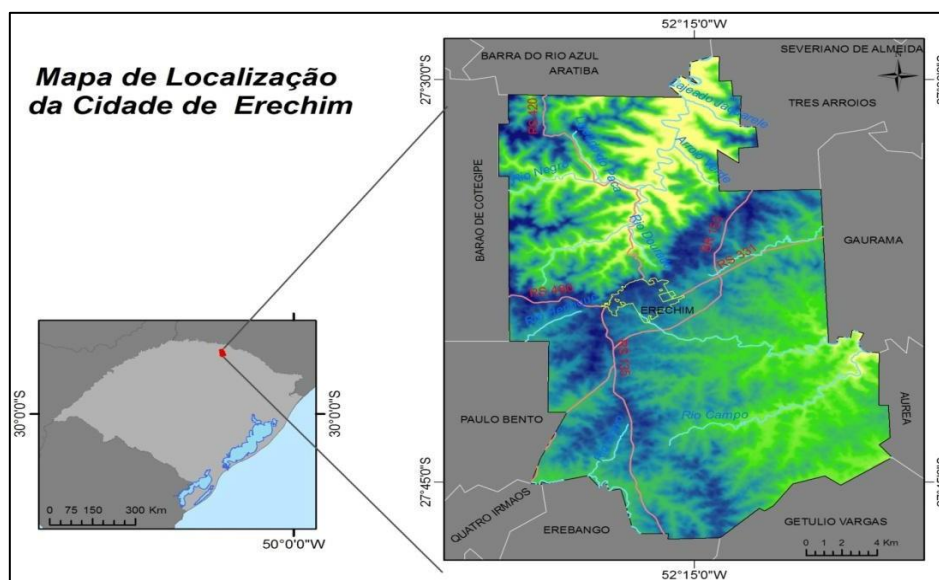 Mapa de Localização
da Cidade de Erechim
52°15'0"W
BARRA DO RIO AZUL
ARATIBA
SEVERIANO DE ALMEIDA
TRES ARROIOS
27°30'0"S
RS 420
Arroio
Rio Negro
BARAO DE COTEGIPE
GAURAMA
RS 331
ERECHIM
RS 135
PAULO BENTO
Rio Campo
AUREA
27°45'0"S
QUATRO IRMAOS
EREBANGO
GETULIO VARGAS
0 1 2 4 Km
52°15'0"W
30°0'0"S
30°0'0"S
0 75 150 300 Km
50°0'0"W